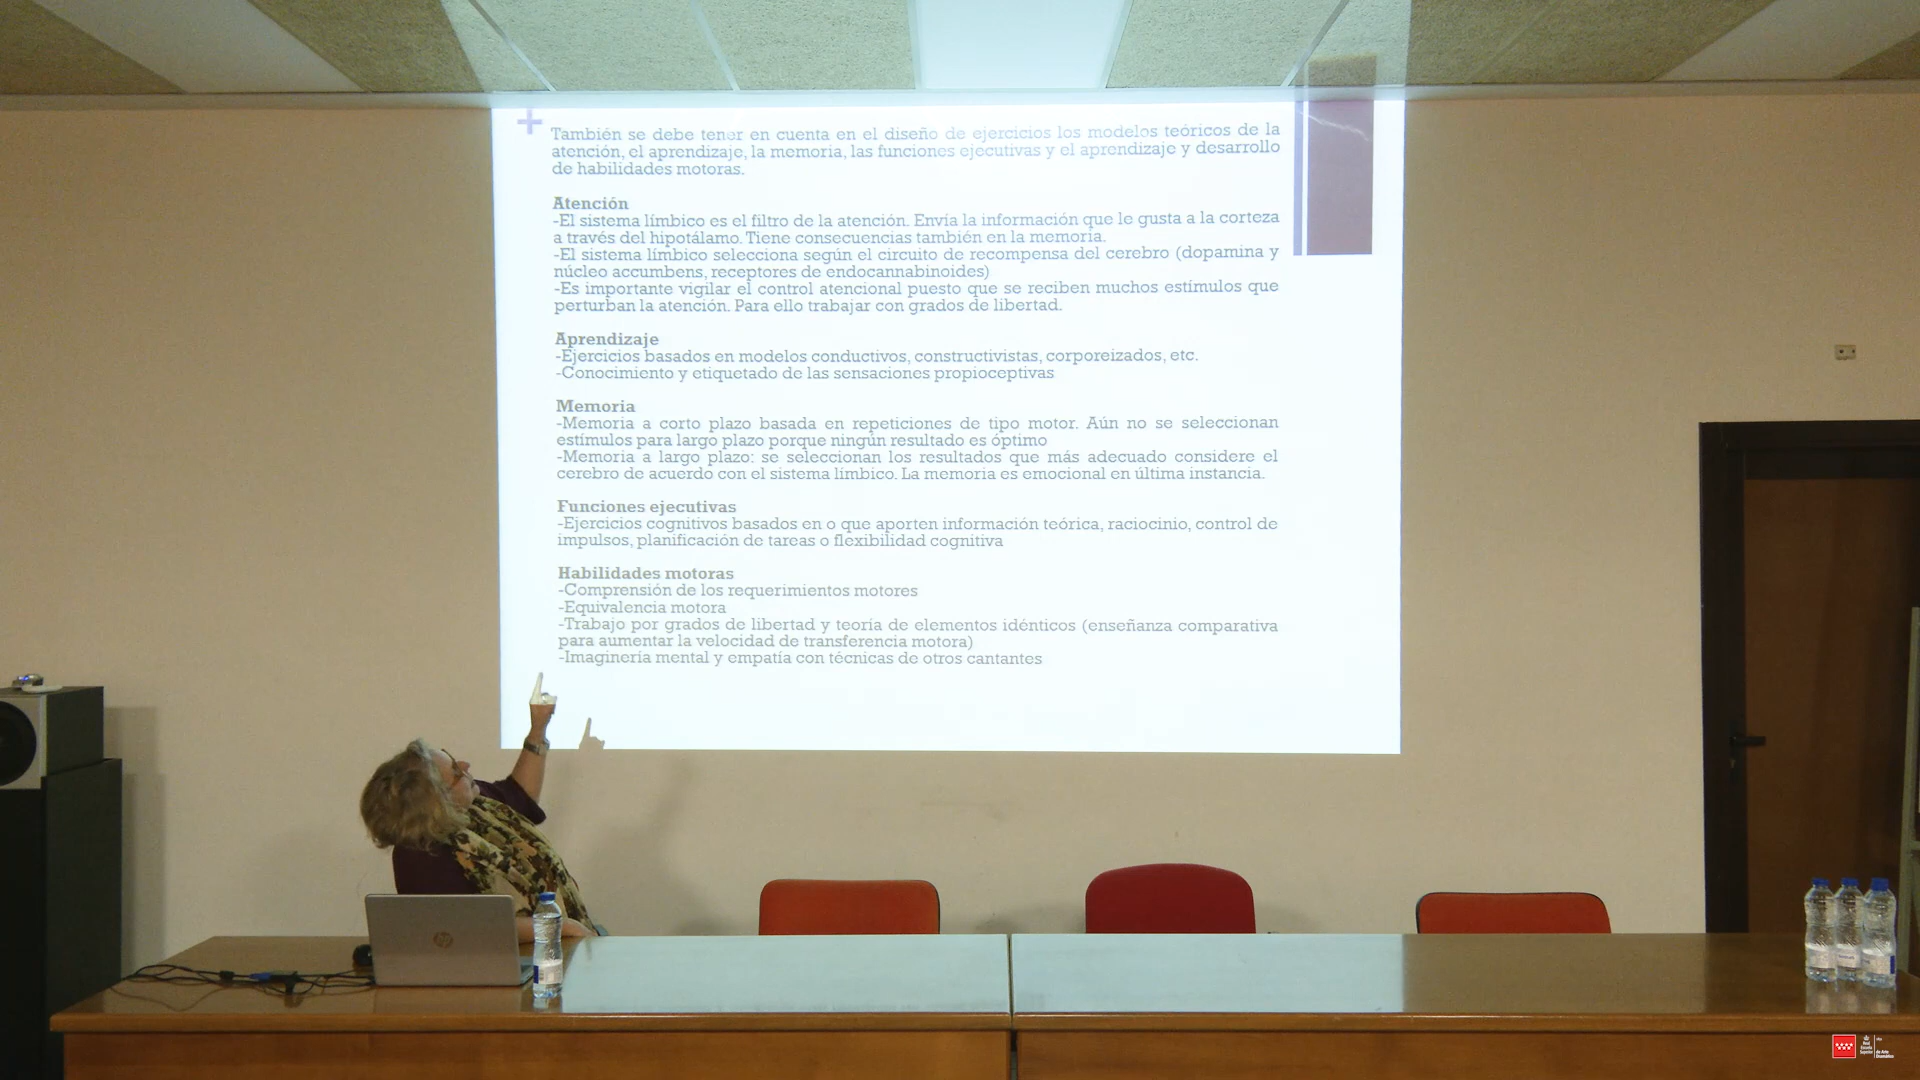 También se debe tener en cuenta en el diseño de ejercicios los modelos teóricos de la
atención, el aprendizaje, la memoria, las funciones ejecutivas y el aprendizaje y desarrollo
de habilidades motoras.
Atención
-El sistema límbico es el filtro de la atención. Envía la información que le gusta a la corteza
a través del hipotálamo. Tiene consecuencias también en la memoria.
-El sistema límbico selecciona según el circuito de recompensa del cerebro (dopamina y
núcleo accumbens, receptores de endocannabinoides)
-Es importante vigilar el control atencional puesto que se reciben muchos estímulos que
perturban la atención. Para ello trabajar con grados de libertad.
Aprendizaje
-Ejercicios basados en modelos conductivos, constructivistas, corporeizados, etc.
-Conocimiento y etiquetado de las sensaciones propioceptivas
Memoria
-Memoria a corto plazo basada en repeticiones de tipo motor. Aún no se seleccionan
estímulos para largo plazo porque ningún resultado es óptimo
-Memoria a largo plazo: se seleccionan los resultados que más adecuado considere el
cerebro de acuerdo con el sistema límbico. La memoria es emocional en última instancia.
Funciones ejecutivas
-Ejercicios cognitivos basados en o que aporten información teórica, raciocinio, control de
impulsos, planificación de tareas o flexibilidad cognitiva
Habilidades motoras
-Comprensión de los requerimientos motores
-Equivalencia motora
-Trabajo por grados de libertad y teoría de elementos idénticos (enseñanza comparativa
para aumentar la velocidad de transferencia motora)
-Imaginería mental y empatía con técnicas de otros cantantes
hp
Real
Escuela
Superior
de Arte
Dramático